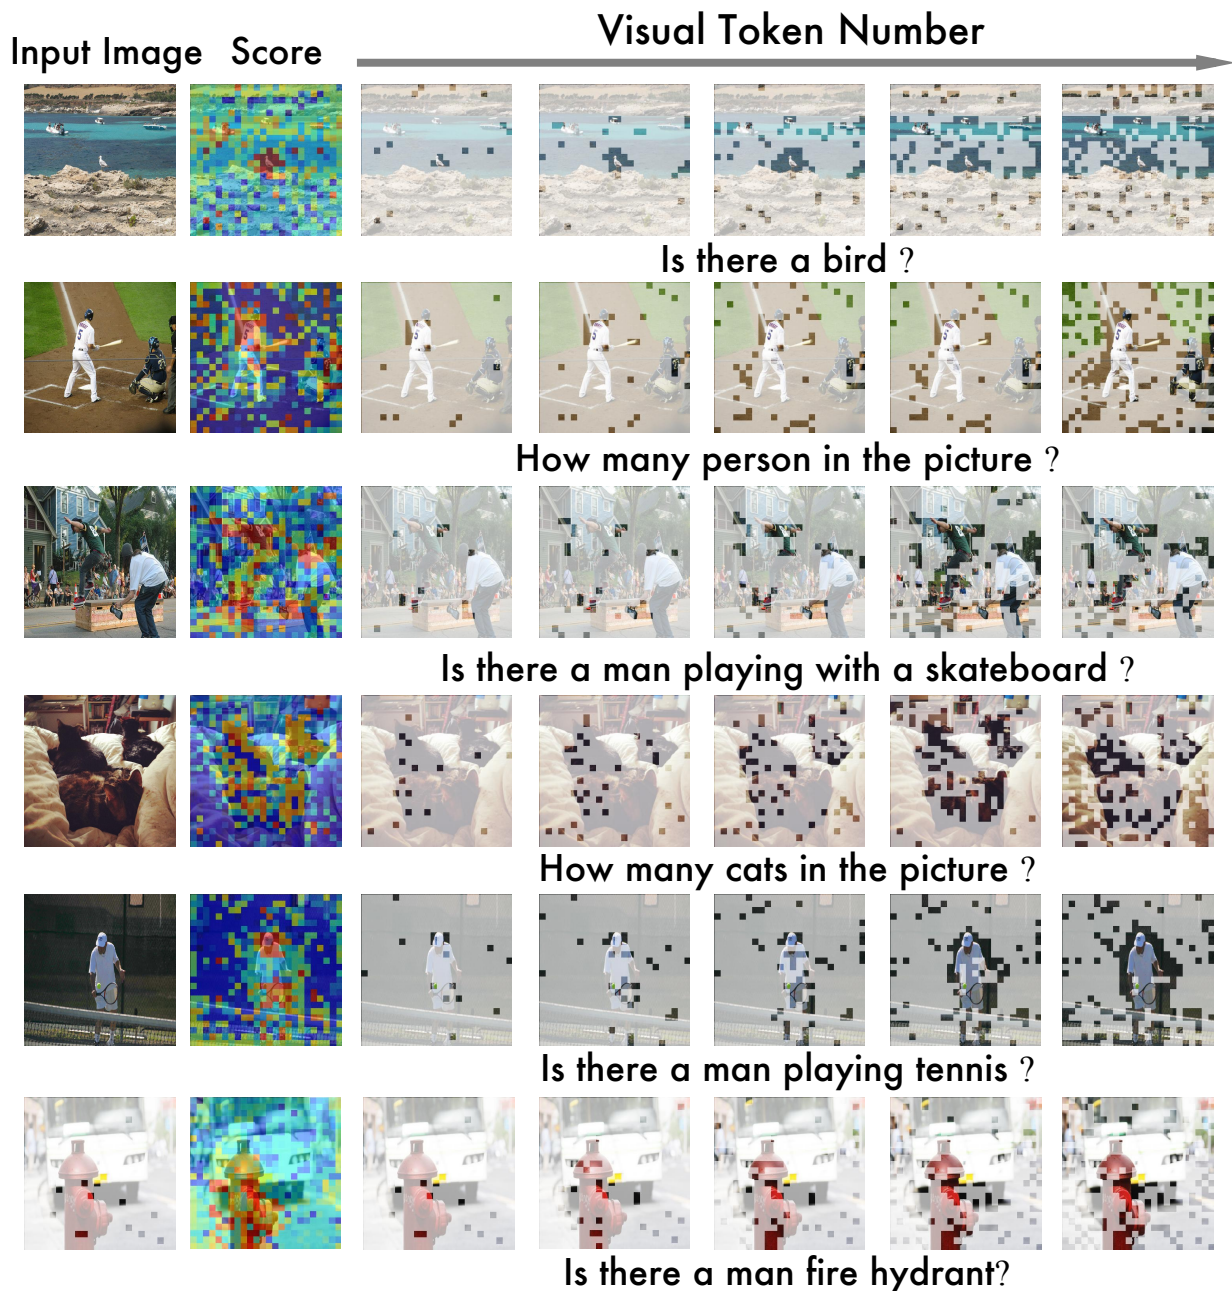 Visual Token Number
Input Image Score
Is there a bird ?
How many person in the picture ?
Is there a man playing with a skateboard ?
How many cats in the picture ?
Is there a man playing tennis ?
Is there a man fire hydrant?